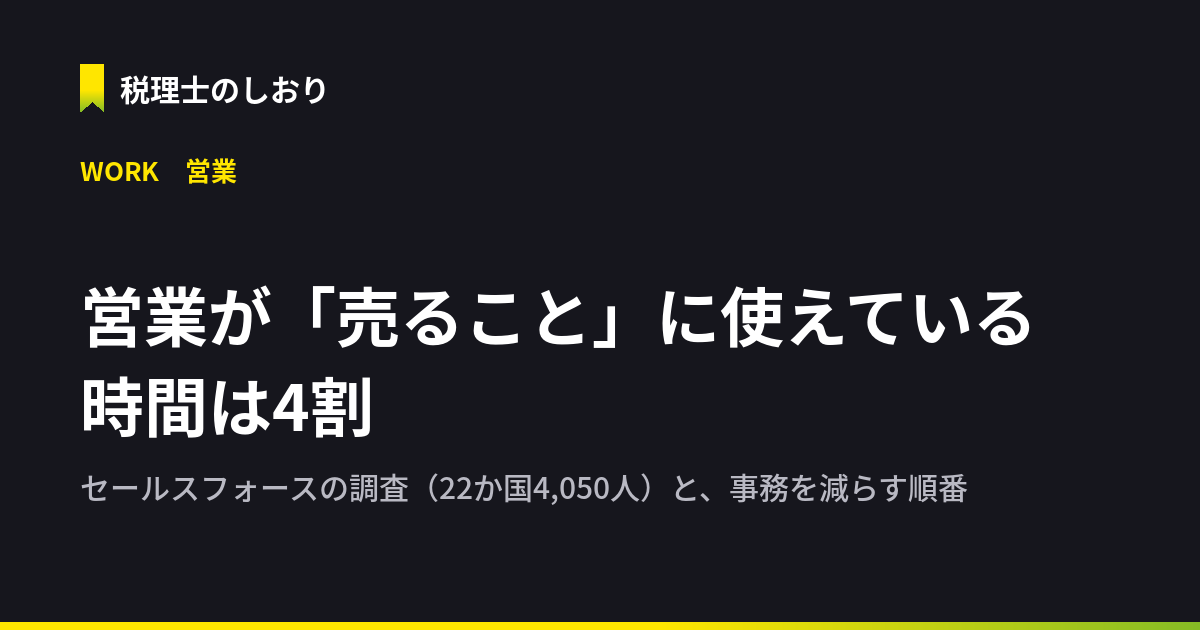 税理士のしおり
WORK　営業
営業が「売ること」に使えている
時間は4割
セールスフォースの調査（22か国4,050人）と、事務を減らす順番